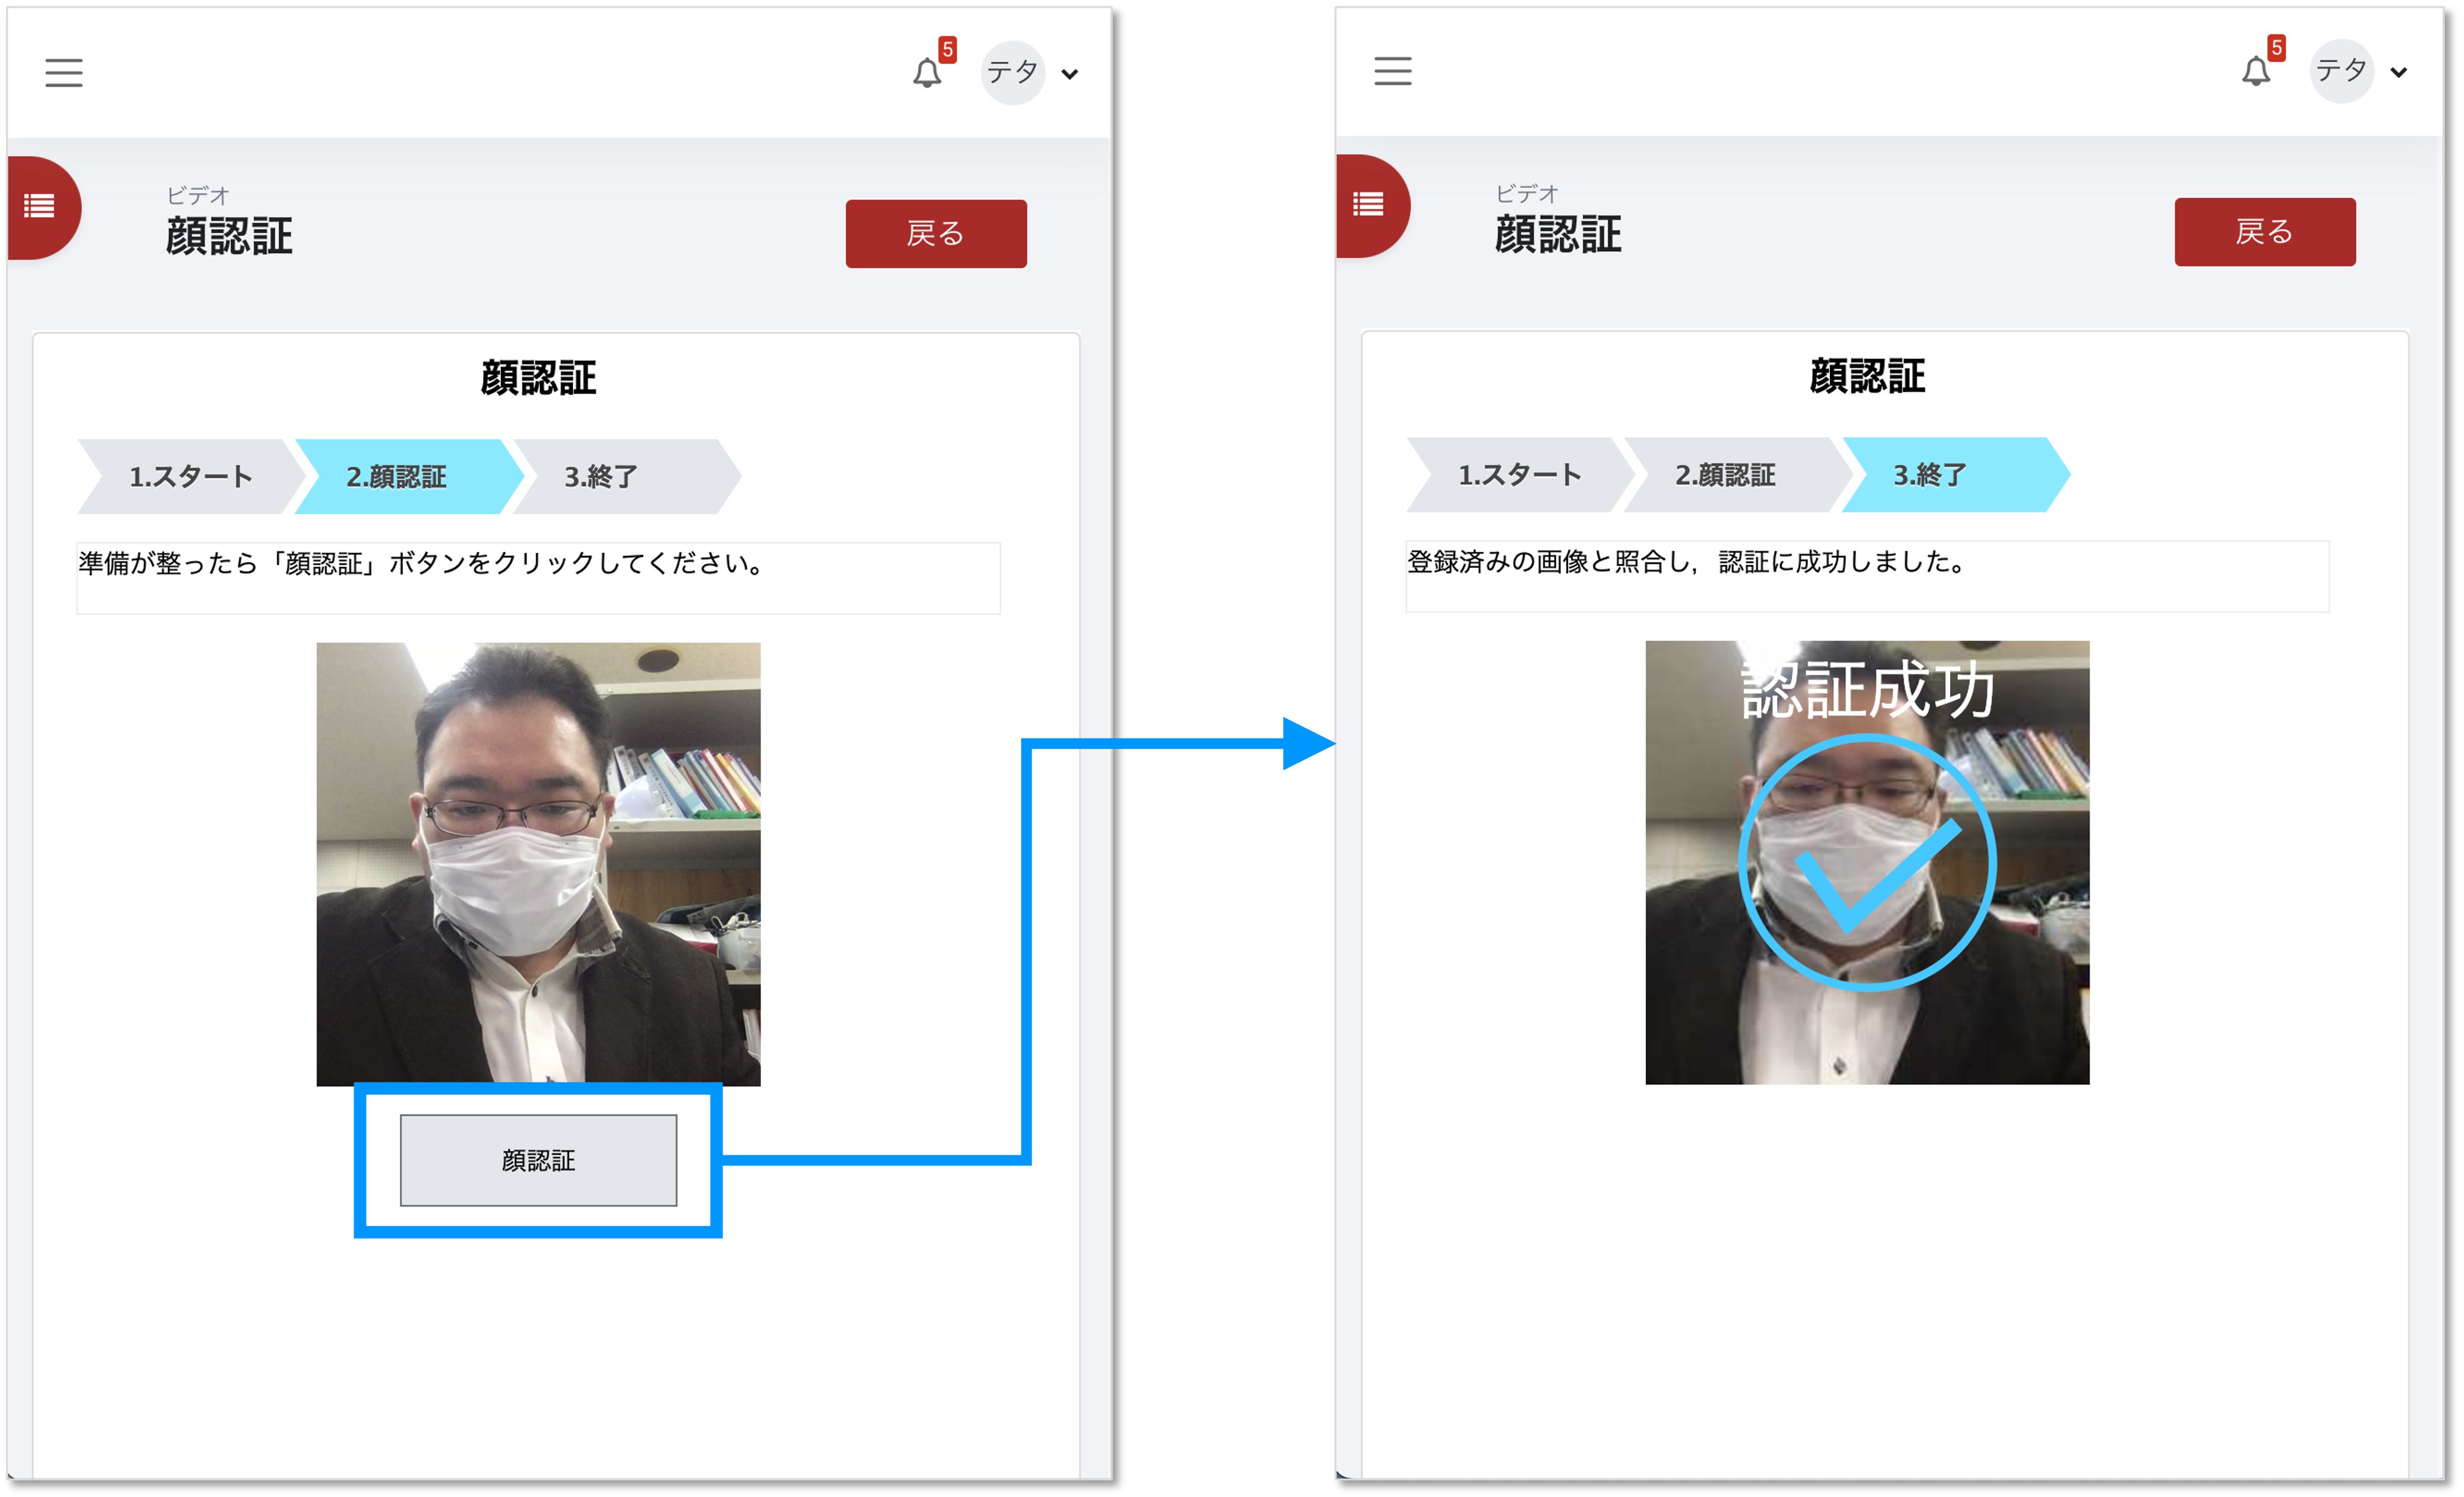 5
テタ
ビデオ
顔認証
戻る
顔認証
1.スタート
2.顔認証
3.終了
準備が整ったら「顔認証」ボタンをクリックしてください。
顔認証
5
テタ
ビデオ
顔認証
戻る
顔認証
1.スタート
2.顔認証
3.終了
登録済みの画像と照合し，認証に成功しました。
認証成功